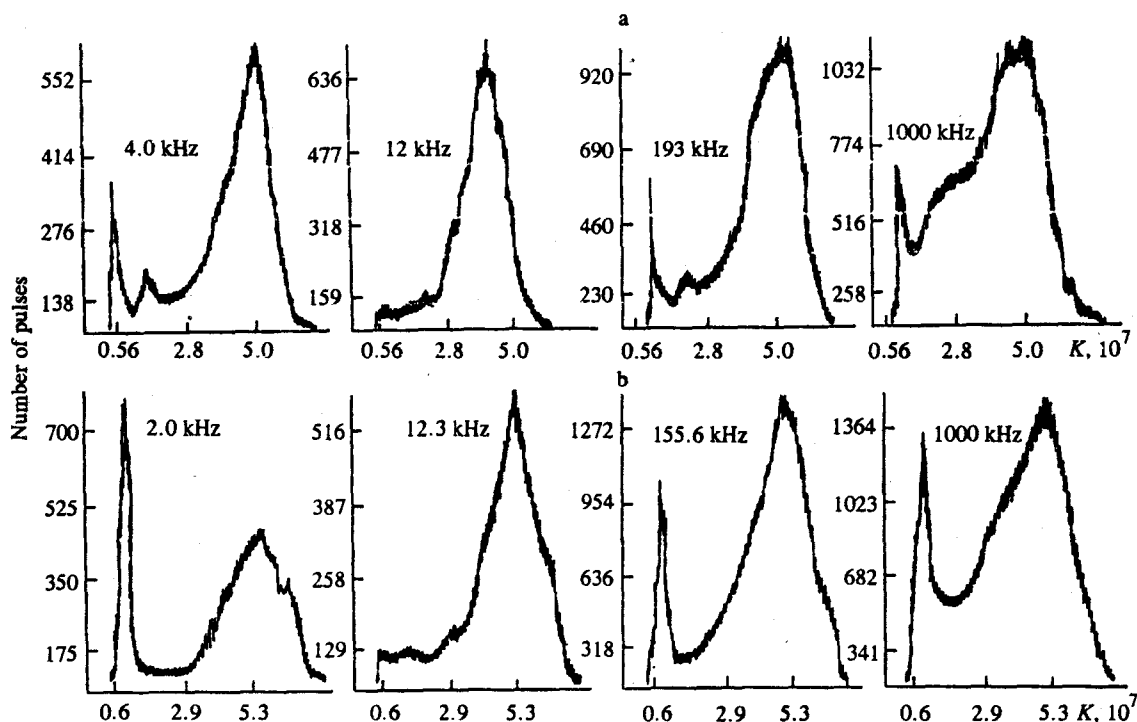 a
Number of pulses
552
414
276
138
4.0 kHz
0.56 2.8 5.0
636
477
318
159
12 kHz
0.56 2.8 5.0
920
690
460
230
193 kHz
0.56 2.8 5.0
1032
774
516
258
1000 kHz
0.56 2.8 5.0 K, 10⁷
b
700
525
350
175
2.0 kHz
0.6 2.9 5.3
516
387
258
129
12.3 kHz
0.6 2.9 5.3
1272
954
636
318
155.6 kHz
0.6 2.9 5.3
1364
1023
682
341
1000 kHz
0.6 2.9 5.3 K, 10⁷